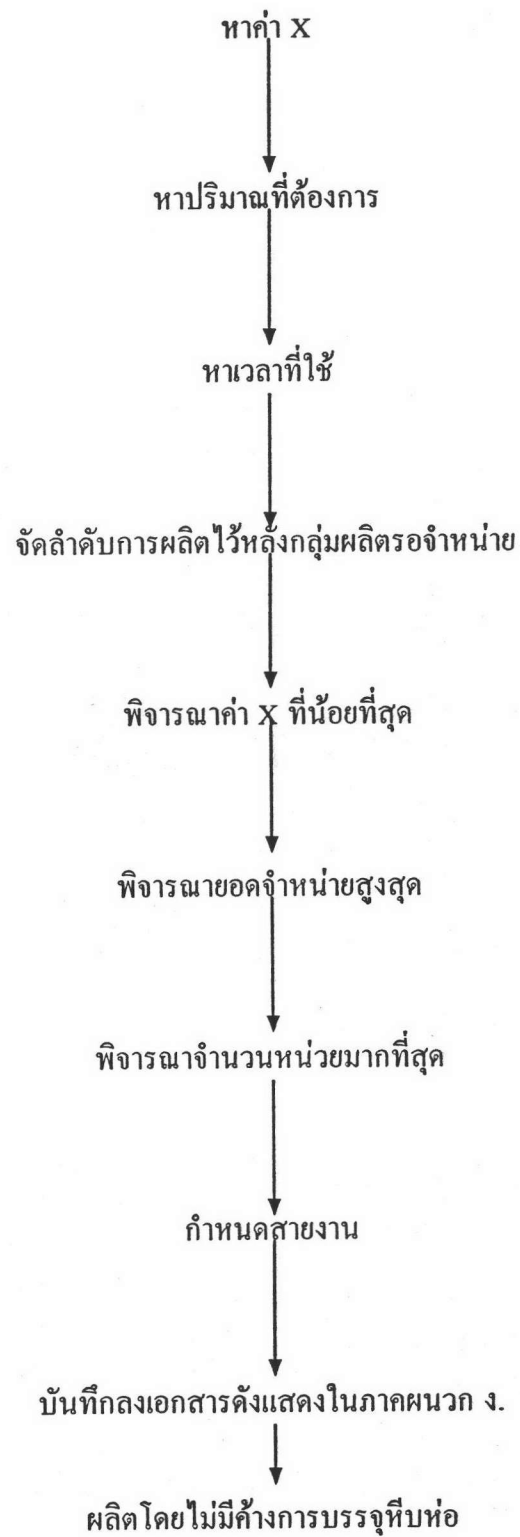 หาค่า X
หาปริมาณที่ต้องการ
หาเวลาที่ใช้
จัดลำดับการผลิตไว้หลังกลุ่มผลิตรอจำหน่าย
พิจารณาค่า X ที่น้อยที่สุด
พิจารณายอดจำหน่ายสูงสุด
พิจารณาจำนวนหน่วยมากที่สุด
กำหนดสายงาน
บันทึกลงเอกสารดังแสดงในภาคผนวก ง.
ผลิตโดยไม่มีค้างการบรรจุหีบห่อ